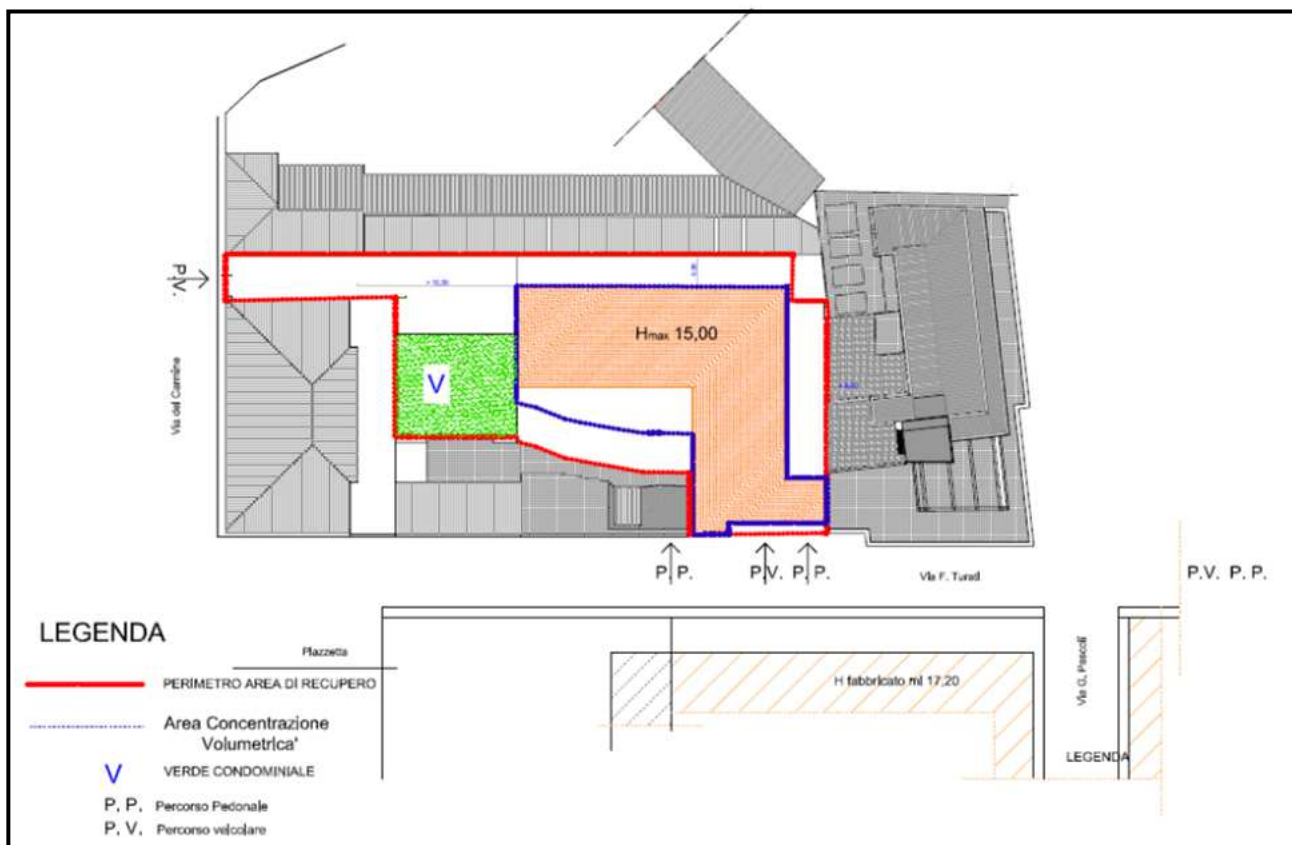 P.V.
Hmax 15,00
Via del Carmine
V
P. P.
P.V.
P. P.
Via F. Turati
P.V. P. P.
LEGENDA
Piazzetta
PERIMETRO AREA DI RECUPERO
H fabbricato ml 17,20
Via G. Pascoli
Area Concentrazione
Volumetrica'
LEGENDA
V VERDE CONDOMINIALE
P. P. Percorso Pedonale
P. V. Percorso veicolare